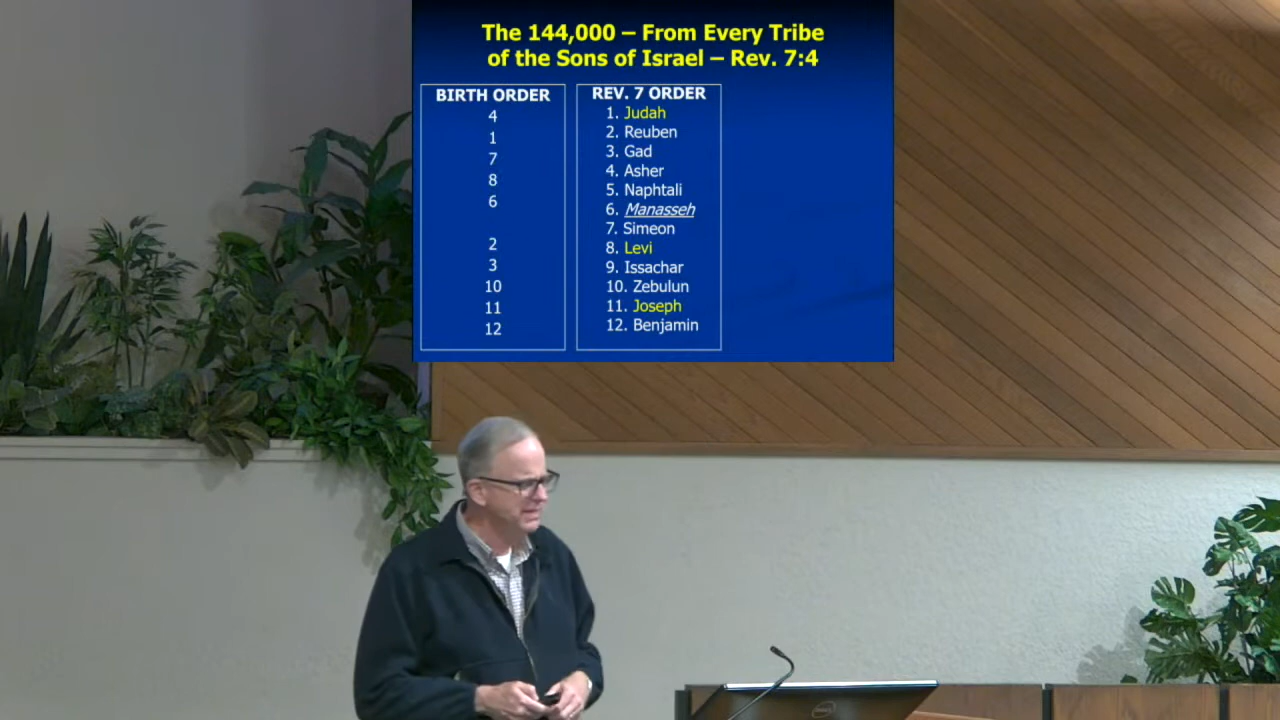 The 144,000 – From Every Tribe
of the Sons of Israel – Rev. 7:4
BIRTH ORDER
4
1
7
8
6
2
3
10
11
12
REV. 7 ORDER
1. Judah
2. Reuben
3. Gad
4. Asher
5. Naphtali
6. Manasseh
7. Simeon
8. Levi
9. Issachar
10. Zebulun
11. Joseph
12. Benjamin
DELL